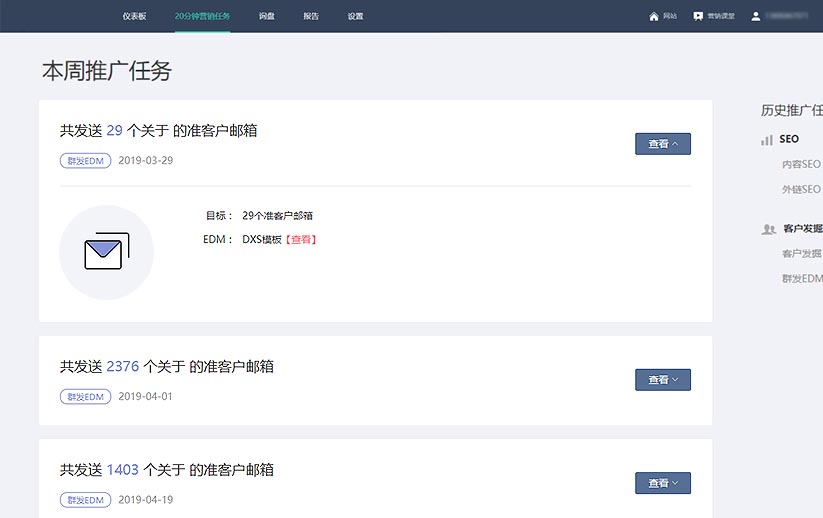 仪表板 20分钟营销任务 询盘 报告 设置 网站 营销课堂
本周推广任务
历史推广任
共发送 29 个关于 的准客户邮箱
查看
群发EDM 2019-03-29
SEO
内容SEO
外链SEO
目标： 29个准客户邮箱
EDM： DXS模板【查看】
客户发掘
客户发掘
群发EDM
共发送 2376 个关于 的准客户邮箱
查看
群发EDM 2019-04-01
共发送 1403 个关于 的准客户邮箱
查看
群发EDM 2019-04-19